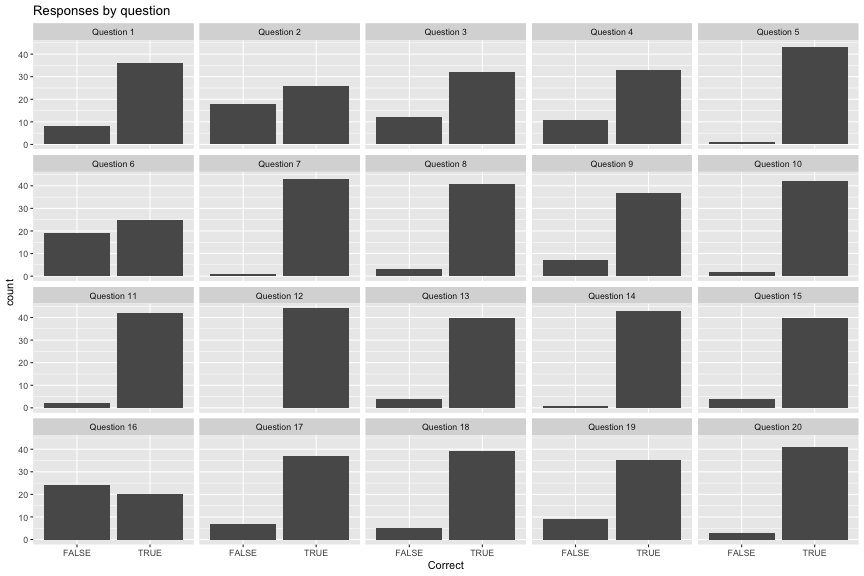 Responses by question
Question 1 Question 2 Question 3 Question 4 Question 5
40
30
20
10
0
Question 6 Question 7 Question 8 Question 9 Question 10
40
30
20
10
0
count
Question 11 Question 12 Question 13 Question 14 Question 15
40
30
20
10
0
Question 16 Question 17 Question 18 Question 19 Question 20
40
30
20
10
0
FALSE TRUE FALSE TRUE FALSE TRUE FALSE TRUE FALSE TRUE
Correct